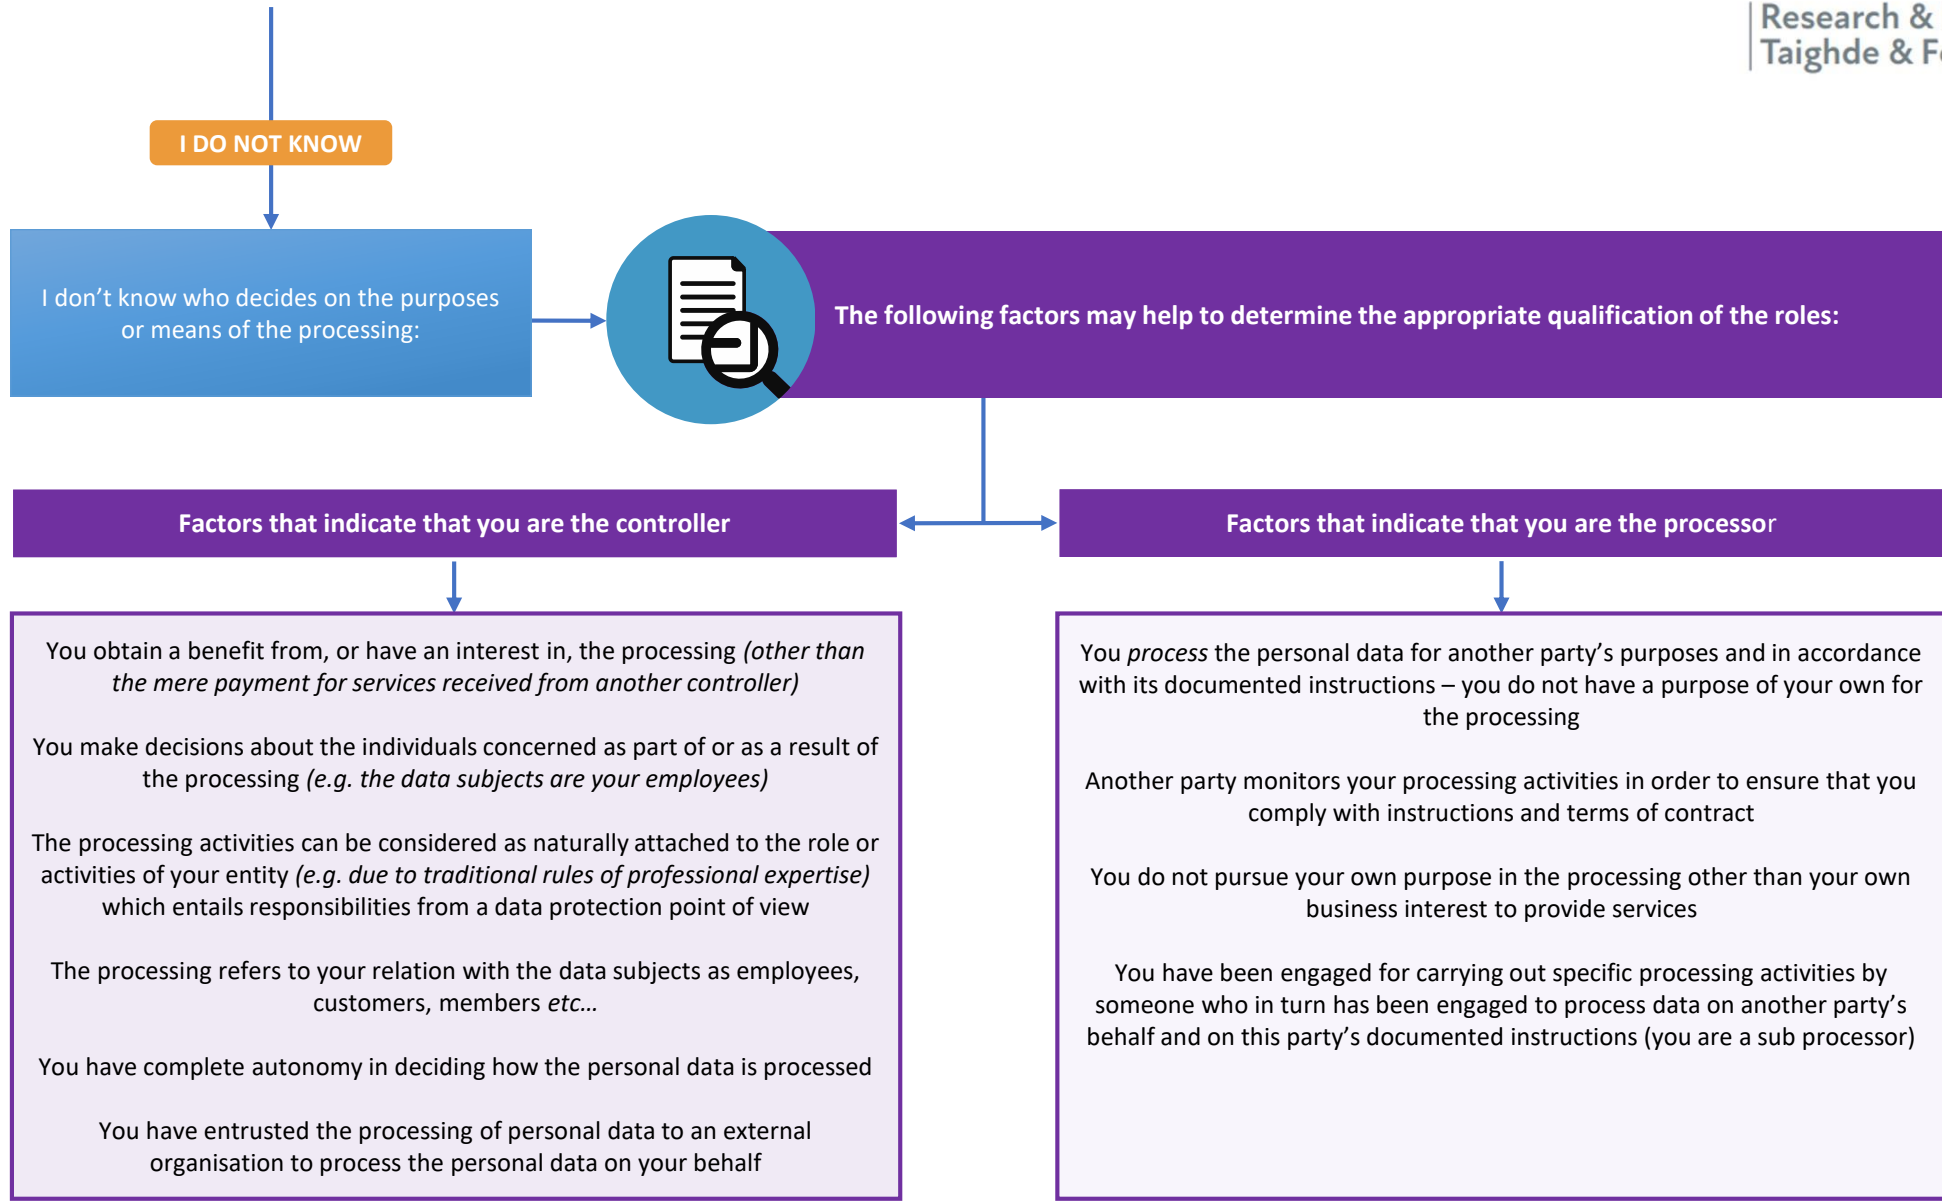 Research &
Taighde & F
I DO NOT KNOW
I don’t know who decides on the purposes
or means of the processing:
The following factors may help to determine the appropriate qualification of the roles:
Factors that indicate that you are the controller
You obtain a benefit from, or have an interest in, the processing (other than
the mere payment for services received from another controller)
You make decisions about the individuals concerned as part of or as a result of
the processing (e.g. the data subjects are your employees)
The processing activities can be considered as naturally attached to the role or
activities of your entity (e.g. due to traditional rules of professional expertise)
which entails responsibilities from a data protection point of view
The processing refers to your relation with the data subjects as employees,
customers, members etc…
You have complete autonomy in deciding how the personal data is processed
You have entrusted the processing of personal data to an external
organisation to process the personal data on your behalf
Factors that indicate that you are the processor
You process the personal data for another party’s purposes and in accordance
with its documented instructions – you do not have a purpose of your own for
the processing
Another party monitors your processing activities in order to ensure that you
comply with instructions and terms of contract
You do not pursue your own purpose in the processing other than your own
business interest to provide services
You have been engaged for carrying out specific processing activities by
someone who in turn has been engaged to process data on another party’s
behalf and on this party’s documented instructions (you are a sub processor)